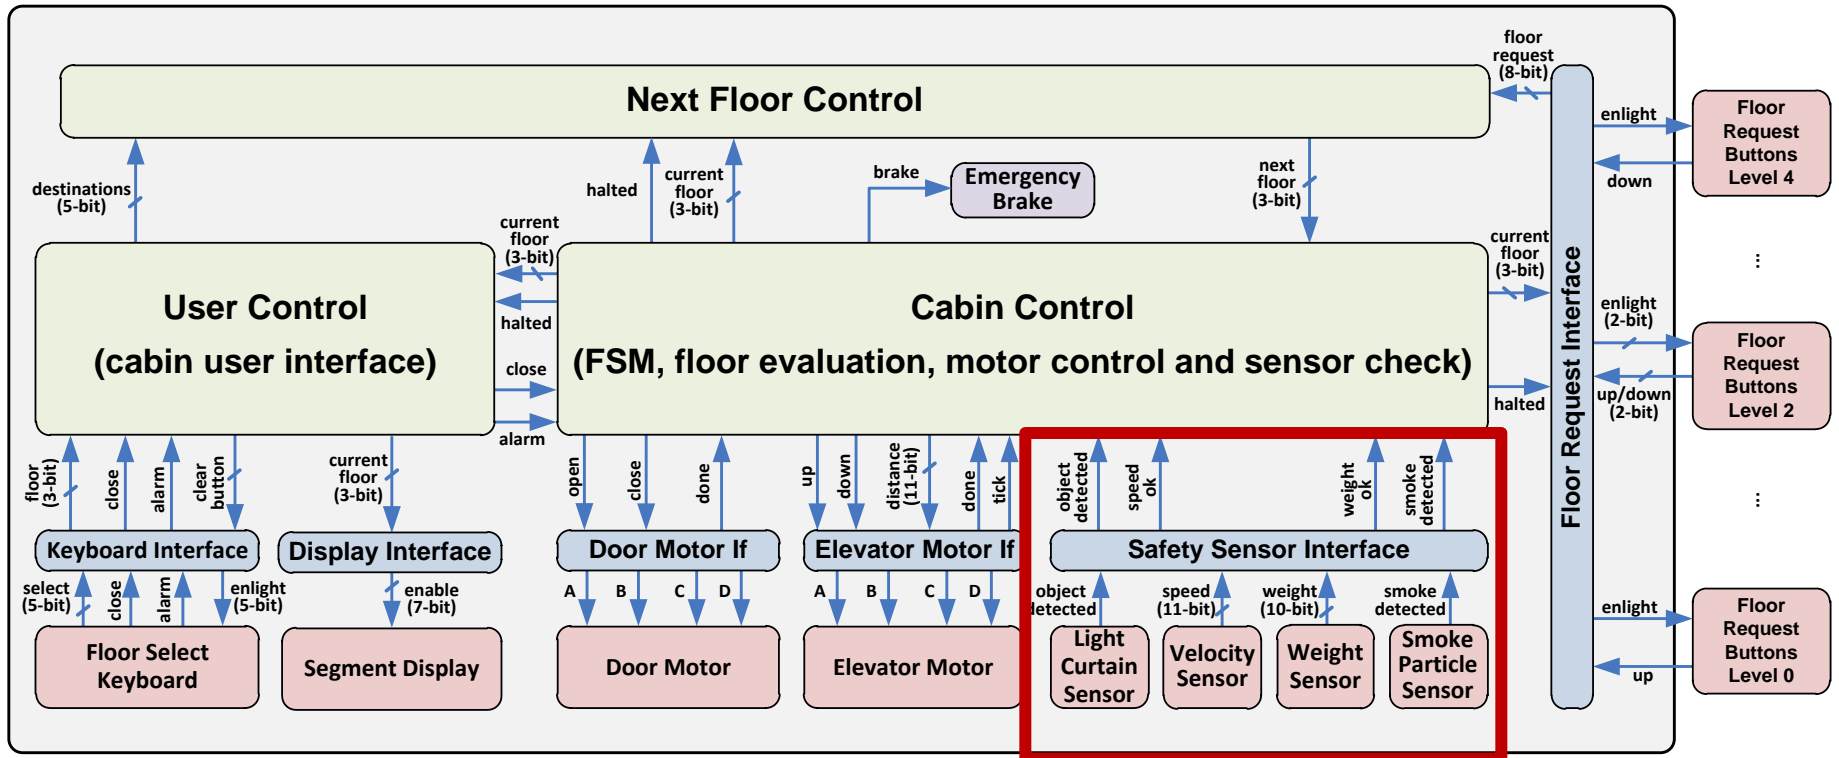 floor
request
(8-bit)
Next Floor Control
enlight
Floor
Request
Buttons
Level 4
down
destinations
(5-bit)
halted
current
floor
(3-bit)
brake
Emergency
Brake
next
floor
(3-bit)
current
floor
(3-bit)
halted
close
alarm
User Control
(cabin user interface)
Cabin Control
(FSM, floor evaluation, motor control and sensor check)
current
floor
(3-bit)
halted
Floor Request Interface
...
enlight
(2-bit)
up/down
(2-bit)
Floor
Request
Buttons
Level 2
...
floor
(3-bit)
close
alarm
clear
button
current
floor
(3-bit)
open
close
done
up
down
distance
(11-bit)
done
tick
object
detected
speed
ok
weight
ok
smoke
detected
Keyboard Interface
Display Interface
Door Motor If
Elevator Motor If
Safety Sensor Interface
select
(5-bit)
close
alarm
enlight
(5-bit)
enable
(7-bit)
A
B
C
D
A
B
C
D
object
detected
speed
(11-bit)
weight
(10-bit)
smoke
detected
Floor Select
Keyboard
Segment Display
Door Motor
Elevator Motor
Light
Curtain
Sensor
Velocity
Sensor
Weight
Sensor
Smoke
Particle
Sensor
enlight
up
Floor
Request
Buttons
Level 0